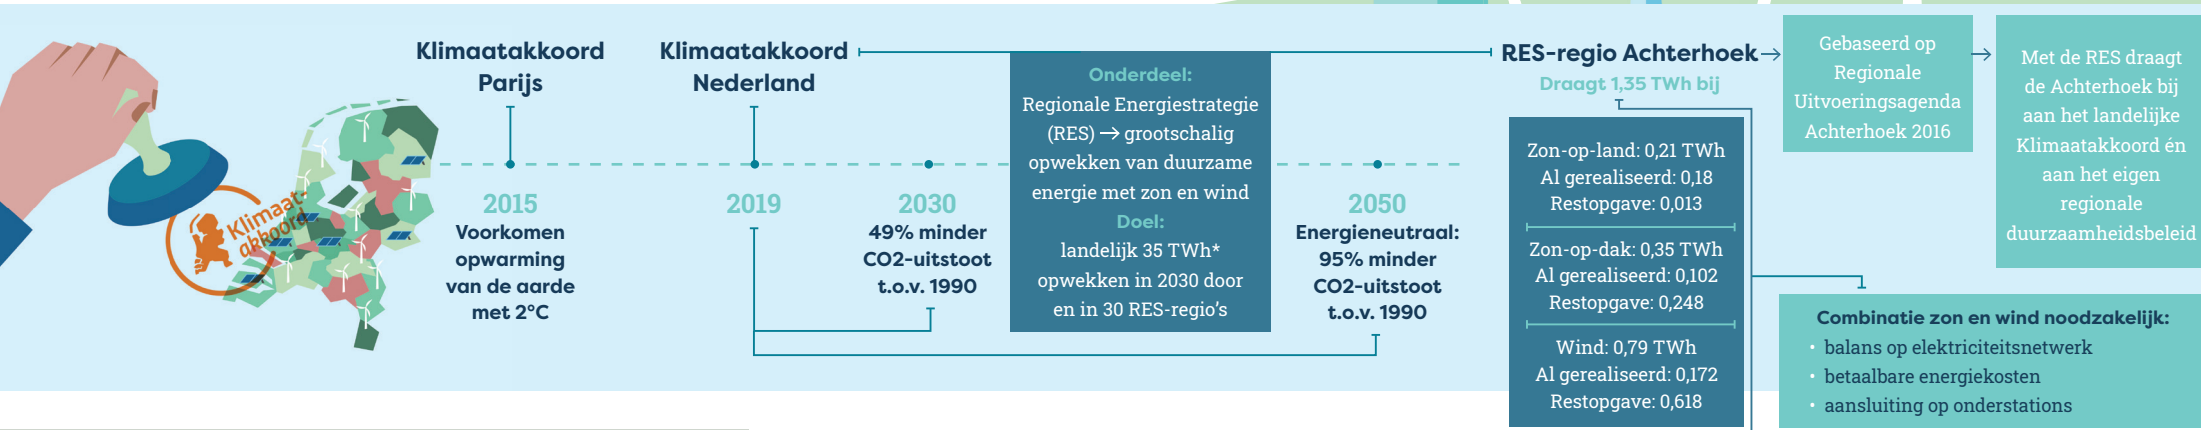 Klimaat-
akkoord
Klimaatakkoord
Parijs
2015
Voorkomen
opwarming
van de aarde
met 2°C
Klimaatakkoord
Nederland
2019
2030
49% minder
CO2-uitstoot
t.o.v. 1990
Onderdeel:
Regionale Energiestrategie
(RES) → grootschalig
opwekken van duurzame
energie met zon en wind
Doel:
landelijk 35 TWh*
opwekken in 2030 door
en in 30 RES-regio's
2050
Energieneutraal:
95% minder
CO2-uitstoot
t.o.v. 1990
RES-regio Achterhoek
Draagt 1,35 TWh bij
Zon-op-land: 0,21 TWh
Al gerealiseerd: 0,18
Restopgave: 0,013
Zon-op-dak: 0,35 TWh
Al gerealiseerd: 0,102
Restopgave: 0,248
Wind: 0,79 TWh
Al gerealiseerd: 0,172
Restopgave: 0,618
Gebaseerd op
Regionale
Uitvoeringsagenda
Achterhoek 2016
Met de RES draagt
de Achterhoek bij
aan het landelijke
Klimaatakkoord én
aan het eigen
regionale
duurzaamheidsbeleid
Combinatie zon en wind noodzakelijk:
• balans op elektriciteitsnetwerk
• betaalbare energiekosten
• aansluiting op onderstations